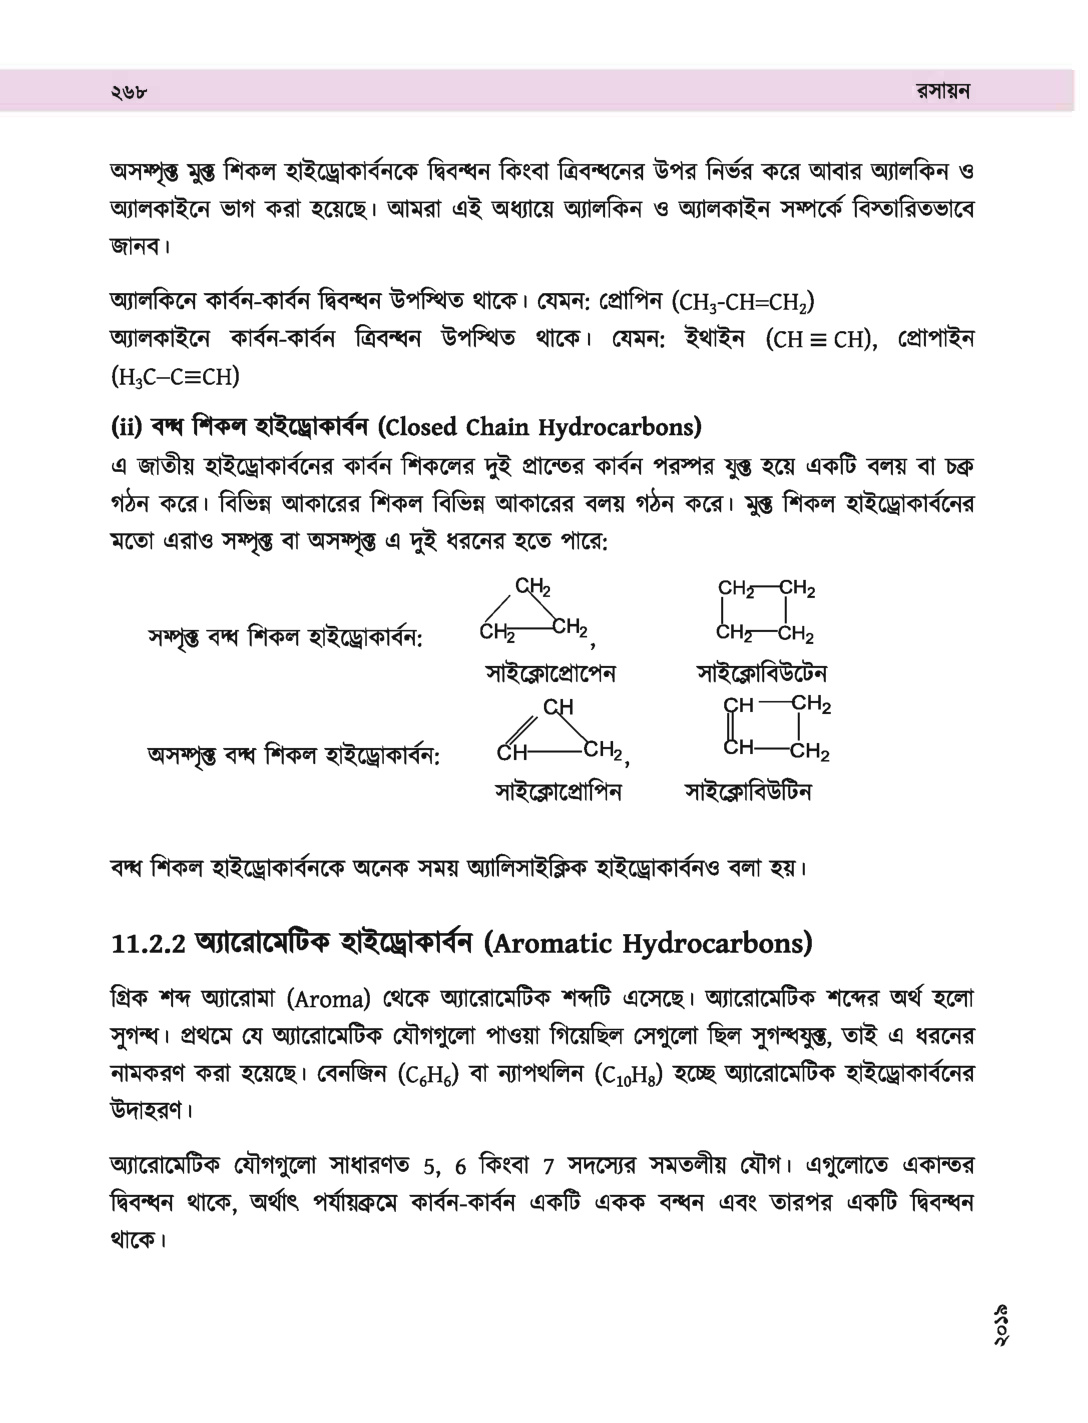 ২৬৮ রসায়ন
অসম্পৃক্ত মুক্ত শিকল হাইড্রোকার্বনকে দ্বিবন্ধন কিংবা ত্রিবন্ধনের উপর নির্ভর করে আবার অ্যালকিন ও
অ্যালকাইনে ভাগ করা হয়েছে। আমরা এই অধ্যায়ে অ্যালকিন ও অ্যালকাইন সম্পর্কে বিস্তারিতভাবে
জানব।
অ্যালকিনে কার্বন-কার্বন দ্বিবন্ধন উপস্থিত থাকে। যেমন: প্রোপিন (CH₃-CH=CH₂)
অ্যালকাইনে কার্বন-কার্বন ত্রিবন্ধন উপস্থিত থাকে। যেমন: ইথাইন (CH ≡ CH), প্রোপাইন
(H₃C–C≡CH)
(ii) বদ্ধ শিকল হাইড্রোকার্বন (Closed Chain Hydrocarbons)
এ জাতীয় হাইড্রোকার্বনের কার্বন শিকলের দুই প্রান্তের কার্বন পরস্পর যুক্ত হয়ে একটি বলয় বা চক্র
গঠন করে। বিভিন্ন আকারের শিকল বিভিন্ন আকারের বলয় গঠন করে। মুক্ত শিকল হাইড্রোকার্বনের
মতো এরাও সম্পৃক্ত বা অসম্পৃক্ত এ দুই ধরনের হতে পারে:
CH₂ CH₂ CH₂
সম্পৃক্ত বদ্ধ শিকল হাইড্রোকার্বন: CH₂ CH₂, CH₂ CH₂
সাইক্লোপ্রোপেন সাইক্লোবিউটেন
CH CH CH₂
অসম্পৃক্ত বদ্ধ শিকল হাইড্রোকার্বন: CH CH₂, CH CH₂
সাইক্লোপ্রোপিন সাইক্লোবিউটিন
বদ্ধ শিকল হাইড্রোকার্বনকে অনেক সময় অ্যালিসাইক্লিক হাইড্রোকার্বনও বলা হয়।
11.2.2 অ্যারোমেটিক হাইড্রোকার্বন (Aromatic Hydrocarbons)
গ্রিক শব্দ অ্যারোমা (Aroma) থেকে অ্যারোমেটিক শব্দটি এসেছে। অ্যারোমেটিক শব্দের অর্থ হলো
সুগন্ধ। প্রথমে যে অ্যারোমেটিক যৌগগুলো পাওয়া গিয়েছিল সেগুলো ছিল সুগন্ধযুক্ত, তাই এ ধরনের
নামকরণ করা হয়েছে। বেনজিন (C₆H₆) বা ন্যাপথলিন (C₁₀H₈) হচ্ছে অ্যারোমেটিক হাইড্রোকার্বনের
উদাহরণ।
অ্যারোমেটিক যৌগগুলো সাধারণত 5, 6 কিংবা 7 সদস্যের সমতলীয় যৌগ। এগুলোতে একান্তর
দ্বিবন্ধন থাকে, অর্থাৎ পর্যায়ক্রমে কার্বন-কার্বন একটি একক বন্ধন এবং তারপর একটি দ্বিবন্ধন
থাকে।
২০১৯